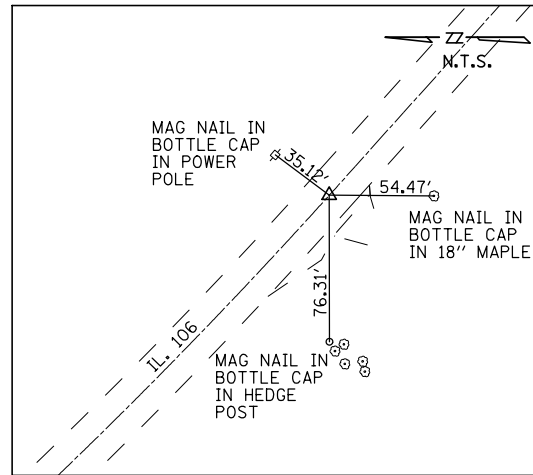 N
N.T.S.
MAG NAIL IN
BOTTLE CAP
IN POWER
POLE
35.12'
54.47'
MAG NAIL IN
BOTTLE CAP
IN 18" MAPLE
76.31'
IL. 106
MAG NAIL IN
BOTTLE CAP
IN HEDGE
POST